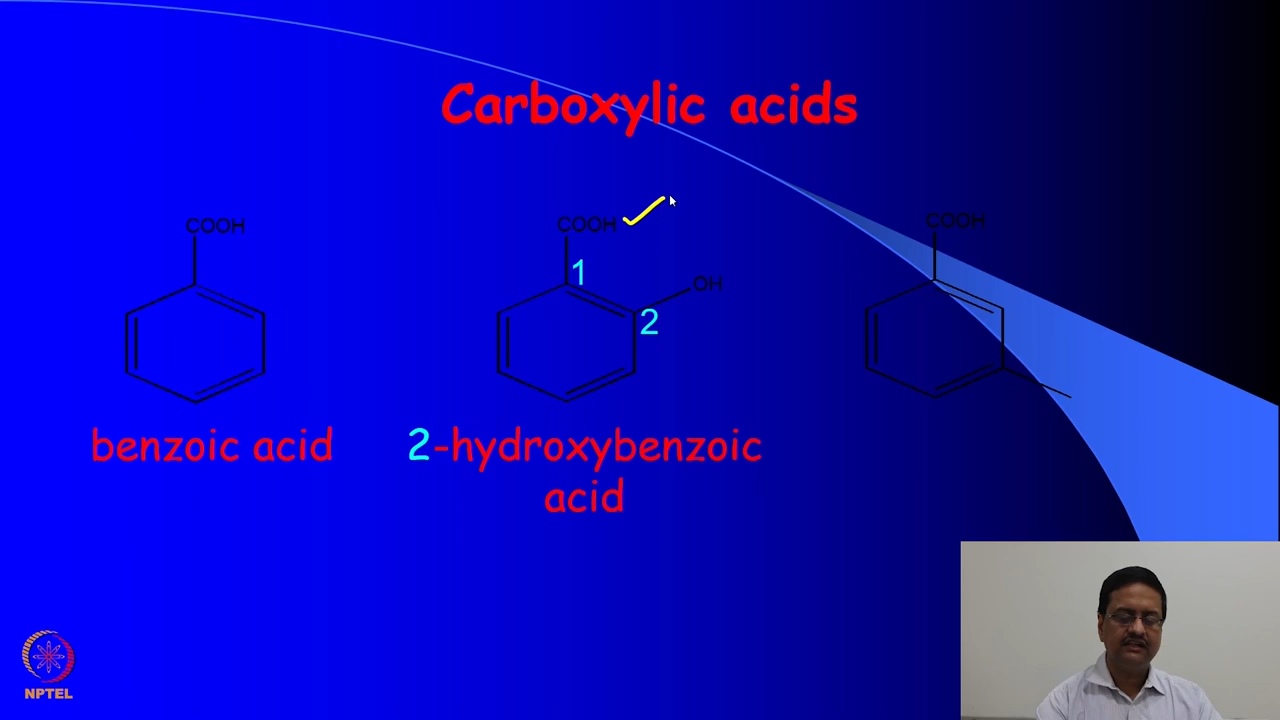 Carboxylic acids
COOH
COOH
COOH
1
OH
2
benzoic acid
2-hydroxybenzoic
acid
NPTEL